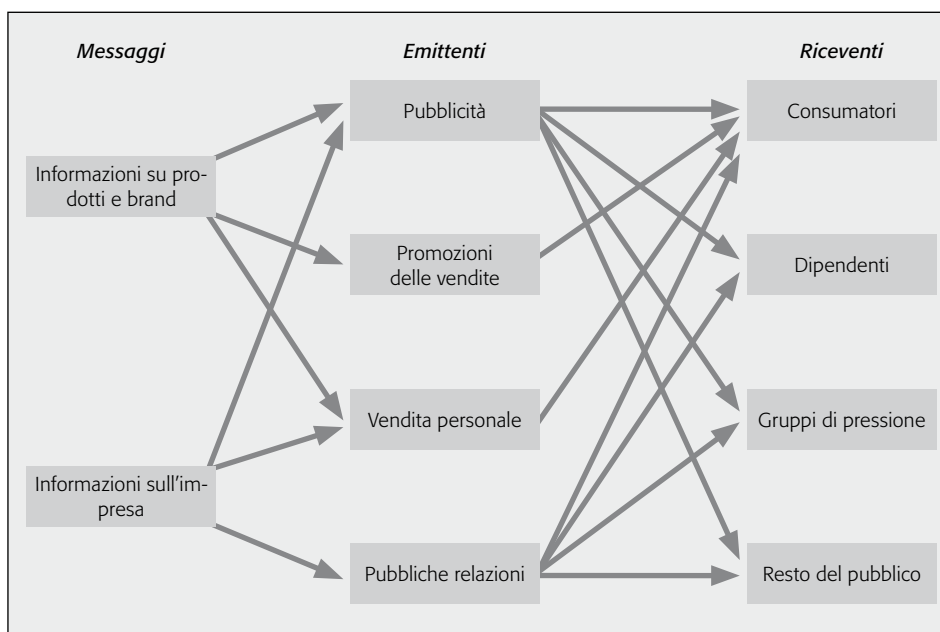 Messaggi
Emittenti
Riceventi
Pubblicità
Consumatori
Informazioni su pro-
dotti e brand
Promozioni
delle vendite
Dipendenti
Vendita personale
Gruppi di pressione
Informazioni sull'im-
presa
Pubbliche relazioni
Resto del pubblico